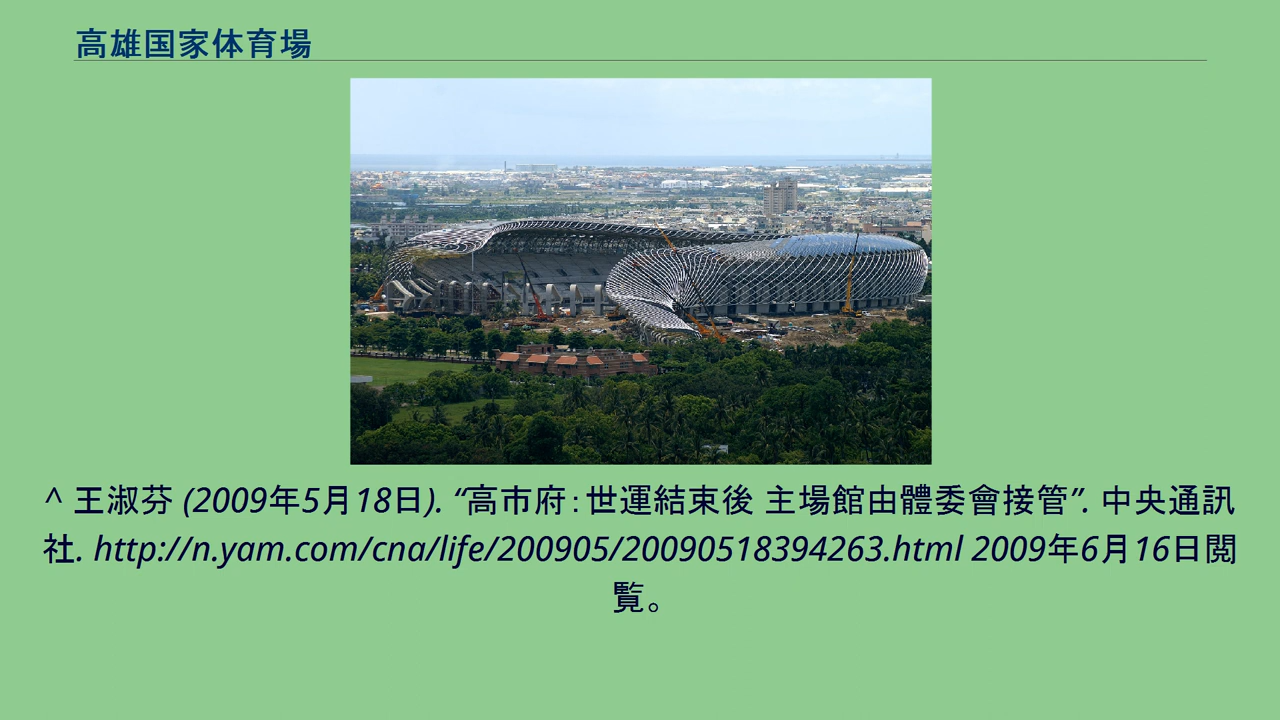 高雄国家体育場
^ 王淑芬 (2009年5月18日). “高市府：世運結束後 主場館由體委會接管”. 中央通訊
社. http://n.yam.com/cna/life/200905/20090518394263.html 2009年6月16日閲
覧。